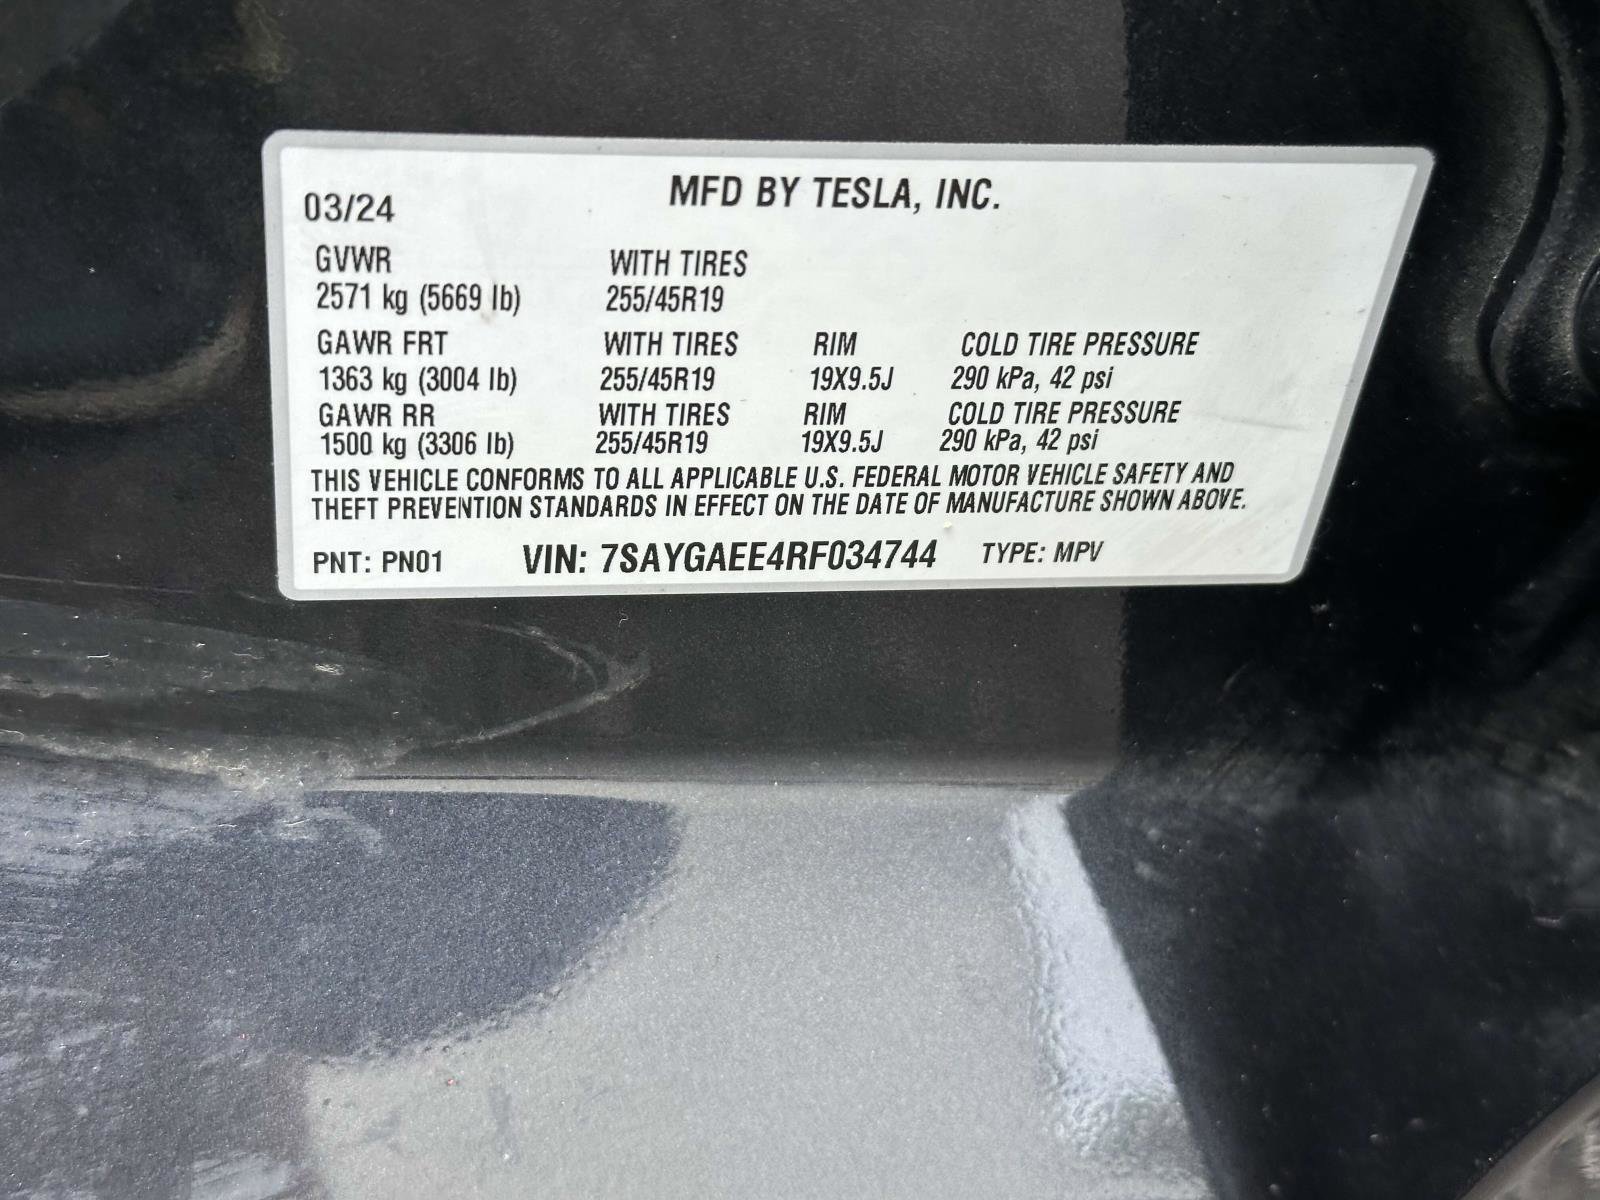 MFD BY TESLA, INC.
03/24
GVWR WITH TIRES
2571 kg (5669 lb) 255/45R19
GAWR FRT WITH TIRES RIM COLD TIRE PRESSURE
1363 kg (3004 lb) 255/45R19 19X9.5J 290 kPa, 42 psi
GAWR RR WITH TIRES RIM COLD TIRE PRESSURE
1500 kg (3306 lb) 255/45R19 19X9.5J 290 kPa, 42 psi
THIS VEHICLE CONFORMS TO ALL APPLICABLE U.S. FEDERAL MOTOR VEHICLE SAFETY AND
THEFT PREVENTION STANDARDS IN EFFECT ON THE DATE OF MANUFACTURE SHOWN ABOVE.
PNT: PN01 VIN: 7SAYGAEE4RF034744 TYPE: MPV